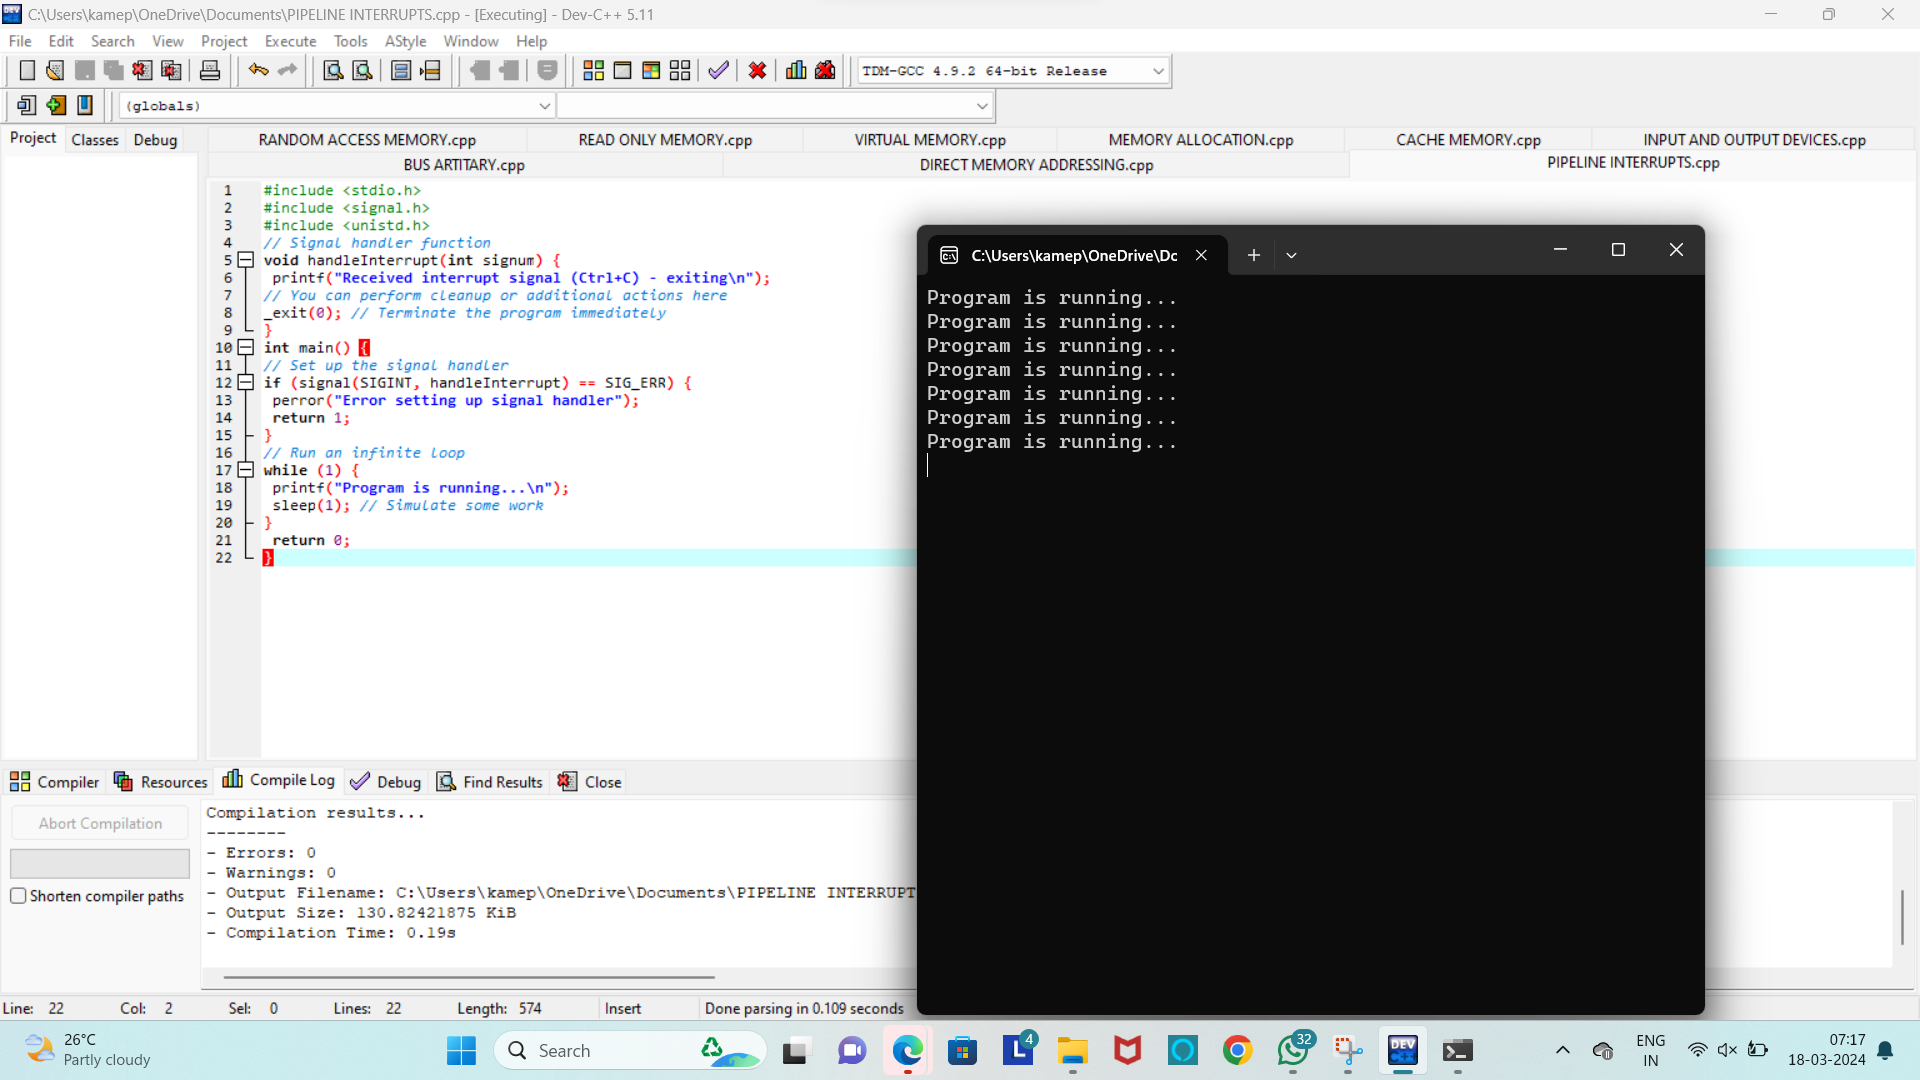 C:\Users\kamep\OneDrive\Documents\PIPELINE INTERRUPTS.cpp - [Executing] - Dev-C++ 5.11
File Edit Search View Project Execute Tools AStyle Window Help
TDM-GCC 4.9.2 64-bit Release
(globals)
Project Classes Debug
RANDOM ACCESS MEMORY.cpp READ ONLY MEMORY.cpp VIRTUAL MEMORY.cpp MEMORY ALLOCATION.cpp CACHE MEMORY.cpp INPUT AND OUTPUT DEVICES.cpp
BUS ARTITARY.cpp DIRECT MEMORY ADDRESSING.cpp PIPELINE INTERRUPTS.cpp
1 #include <stdio.h>
2 #include <signal.h>
3 #include <unistd.h>
4 // Signal handler function
5 void handleInterrupt(int signum) {
6 printf("Received interrupt signal (Ctrl+C) - exiting\n");
7 // You can perform cleanup or additional actions here
8 _exit(0); // Terminate the program immediately
9 }
10 int main() {
11 // Set up the signal handler
12 if (signal(SIGINT, handleInterrupt) == SIG_ERR) {
13 perror("Error setting up signal handler");
14 return 1;
15 }
16 // Run an infinite loop
17 while (1) {
18 printf("Program is running...\n");
19 sleep(1); // Simulate some work
20 }
21 return 0;
22 }
C:\Users\kamep\OneDrive\Dc
Program is running...
Program is running...
Program is running...
Program is running...
Program is running...
Program is running...
Program is running...
Compiler Resources Compile Log Debug Find Results Close
Abort Compilation
Shorten compiler paths
Compilation results...
--------
- Errors: 0
- Warnings: 0
- Output Filename: C:\Users\kamep\OneDrive\Documents\PIPELINE INTERRUPT
- Output Size: 130.82421875 KiB
- Compilation Time: 0.19s
Line: 22 Col: 2 Sel: 0 Lines: 22 Length: 574 Insert Done parsing in 0.109 seconds
26°C
Partly cloudy
Search
4
32
DEV
C++
ENG
IN
07:17
18-03-2024